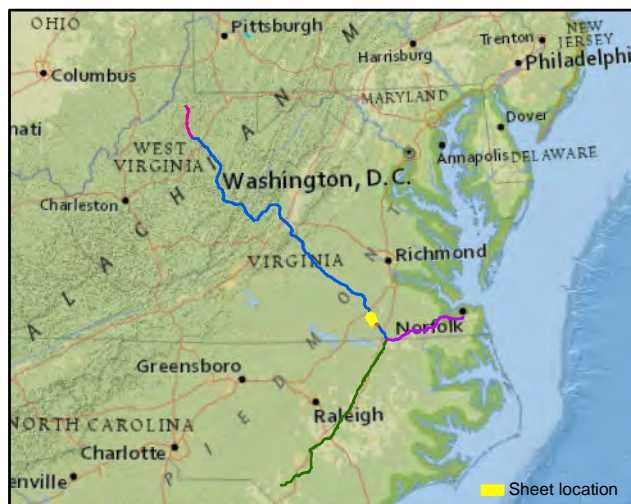 OHIO
Pittsburgh
Columbus
Harrisburg
Trenton
NEW
JERSEY
Philadelphi
nati
MARYLAND
Dover
WEST
VIRGINIA
Annapolis
DELAWARE
Washington, D.C.
Charleston
VIRGINIA
Richmond
Norfolk
Greensboro
Raleigh
NORTH CAROLINA
Charlotte
enville
A L A C H I A N M
P I E D M O N T
Sheet location